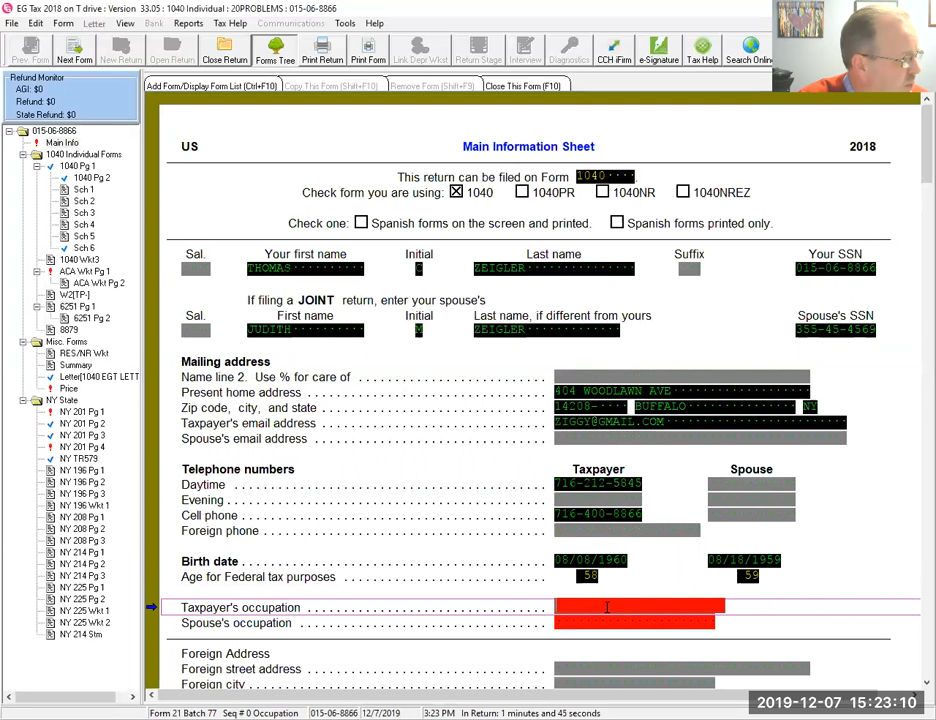 EG Tax 2018 on T drive : Version : 33.05 : 1040 Individual : 20PROBLEMS : 015-06-8866
File Edit Form Letter View Bank Reports Tax Help Communications Tools Help
Prev. Form Next Form New Return Open Return Close Return Forms Tree Print Return Print Form Link Dep Wkst Return Stage Interview Diagnostics CCH iFirm e-Signature Tax Help Search Online
Refund Monitor
AGI: $0
Refund: $0
State Refund: $0
Add Form/Display Form List (Ctrl+F10) Copy This Form (Shift+F10) Remove Form (Shift+F9) Close This Form (F10)
015-06-8866
Main Info
1040 Individual Forms
1040 Pg 1
1040 Pg 2
Sch 1
Sch 2
Sch 3
Sch 4
Sch 5
Sch 6
1040 Wkt3
ACA Wkt Pg 1
ACA Wkt Pg 2
W2[TP-]
6251 Pg 1
6251 Pg 2
8879
Misc. Forms
RES/NR Wkt
Summary
Letter[1040 EGT LETT
Price
NY State
NY 201 Pg 1
NY 201 Pg 2
NY 201 Pg 3
NY 201 Pg 4
NY TR579
NY 196 Pg 1
NY 196 Pg 2
NY 196 Pg 3
NY 196 Wkt 1
NY 208 Pg 1
NY 208 Pg 2
NY 208 Pg 3
NY 214 Pg 1
NY 214 Pg 2
NY 214 Pg 3
NY 225 Pg 1
NY 225 Wkt 1
NY 225 Wkt 2
NY 214 Stm
US Main Information Sheet 2018
This return can be filed on Form 1040 .
Check form you are using: 1040 1040PR 1040NR 1040NREZ
Check one: Spanish forms on the screen and printed. Spanish forms printed only.
Sal. Your first name Initial Last name Suffix Your SSN
THOMAS C ZEIGLER 015-06-8866
If filing a JOINT return, enter your spouse's
Sal. First name Initial Last name, if different from yours Spouse's SSN
JUDITH M ZEIGLER 355-45-4569
Mailing address
Name line 2. Use % for care of
Present home address 404 WOODLAWN AVE
Zip code, city, and state 14208- BUFFALO NY
Taxpayer's email address ZIGGY@GMAIL.COM
Spouse's email address
Telephone numbers Taxpayer Spouse
Daytime 716-212-5845
Evening
Cell phone 716-400-8866
Foreign phone
Birth date 08/08/1960 08/18/1959
Age for Federal tax purposes 58 59
Taxpayer's occupation
Spouse's occupation
Foreign Address
Foreign street address
Foreign city
Form 21 Batch 77 Seq # 0 Occupation 015-06-8866 12/7/2019 3:23 PM In Return: 1 minutes and 45 seconds
2019-12-07 15:23:10